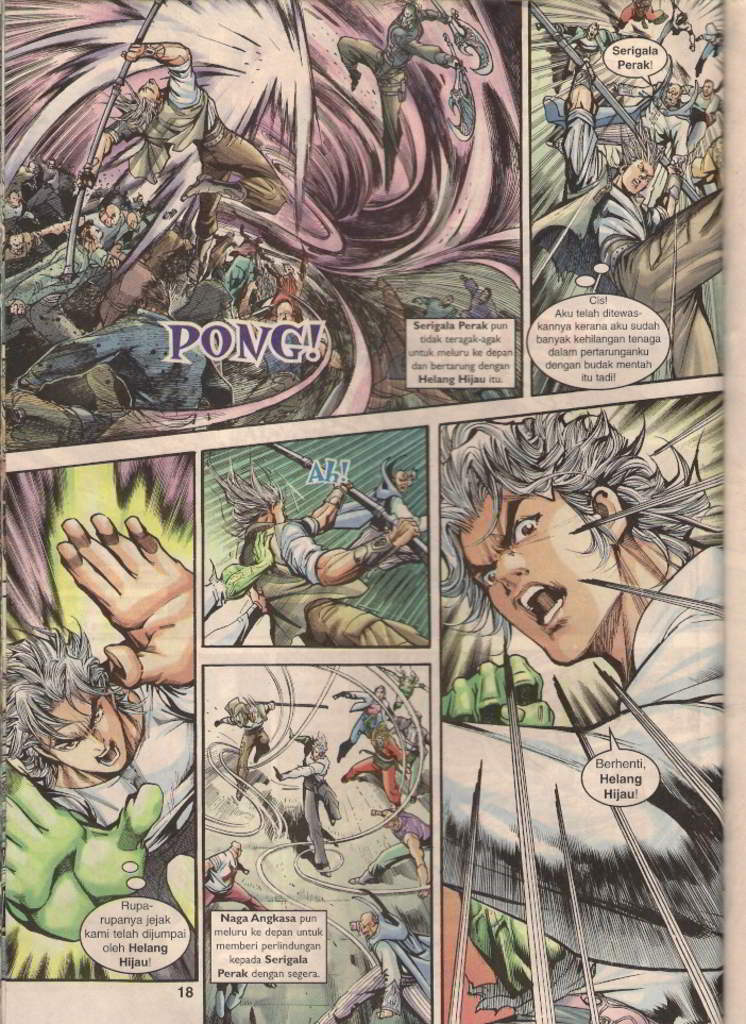 PONG!
Serigala Perak pun
tidak teragak-agak
untuk meluru ke depan
dan bertarung dengan
Helang Hijau itu.
Serigala
Perak!
Cis!
Aku telah ditewas-
kannya kerana aku sudah
banyak kehilangan tenaga
dalam pertarunganku
dengan budak mentah
itu tadi!
Rupa-
rupanya jejak
kami telah dijumpai
oleh Helang
Hijau!
AH!
Naga Angkasa pun
meluru ke depan untuk
memberi perlindungan
kepada Serigala
Perak dengan segera.
Berhenti,
Helang
Hijau!
18